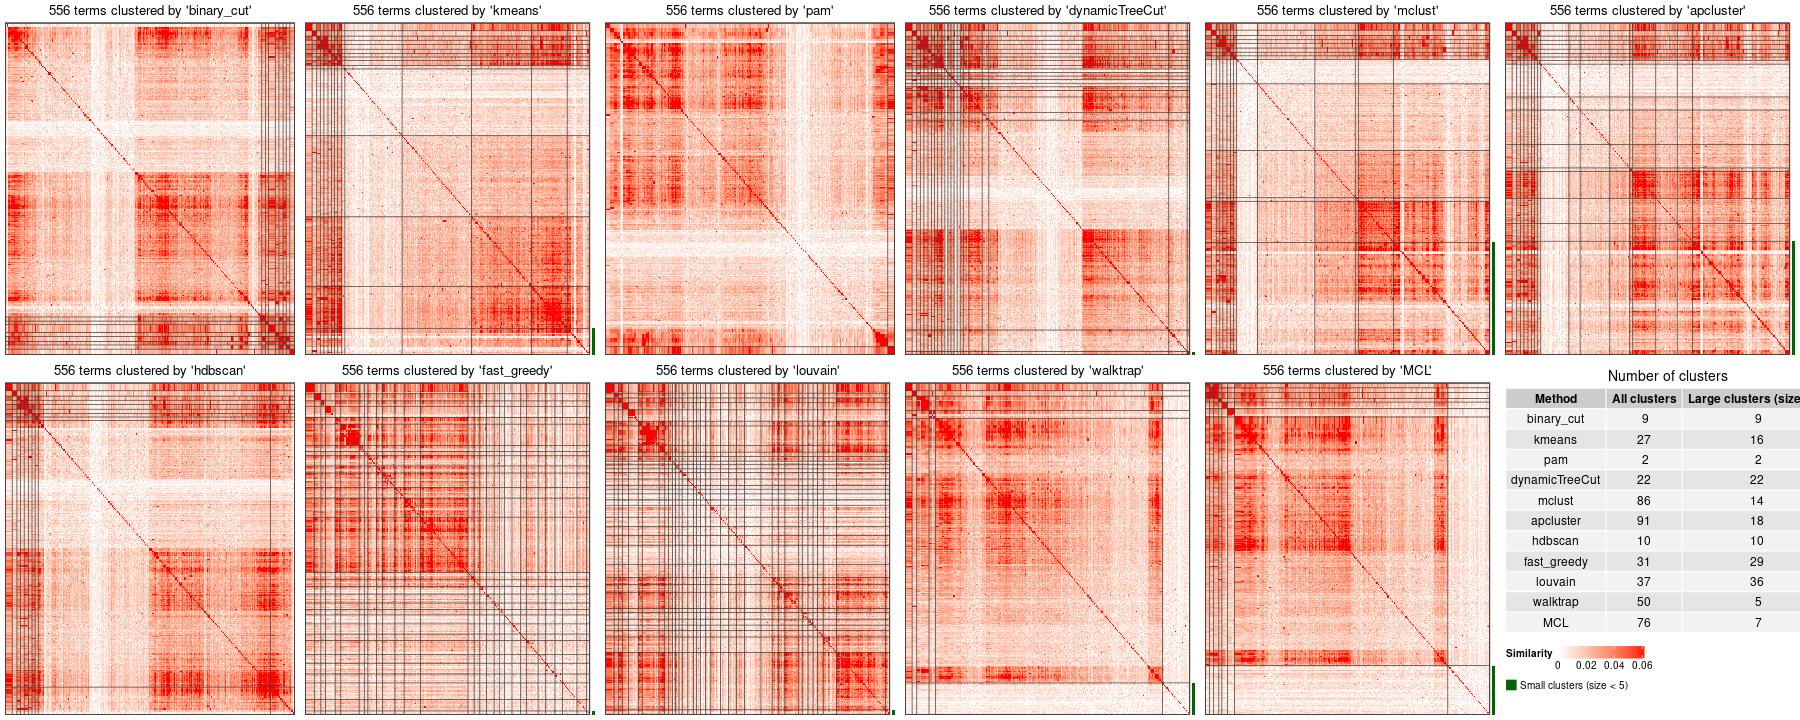 556 terms clustered by 'binary_cut'
556 terms clustered by 'kmeans'
556 terms clustered by 'pam'
556 terms clustered by 'dynamicTreeCut'
556 terms clustered by 'mclust'
556 terms clustered by 'apcluster'
556 terms clustered by 'hdbscan'
556 terms clustered by 'fast_greedy'
556 terms clustered by 'louvain'
556 terms clustered by 'walktrap'
556 terms clustered by 'MCL'
Number of clusters
Method All clusters Large clusters (size
binary_cut 9 9
kmeans 27 16
pam 2 2
dynamicTreeCut 22 22
mclust 86 14
apcluster 91 18
hdbscan 10 10
fast_greedy 31 29
louvain 37 36
walktrap 50 5
MCL 76 7
Similarity
0 0.02 0.04 0.06
Small clusters (size < 5)